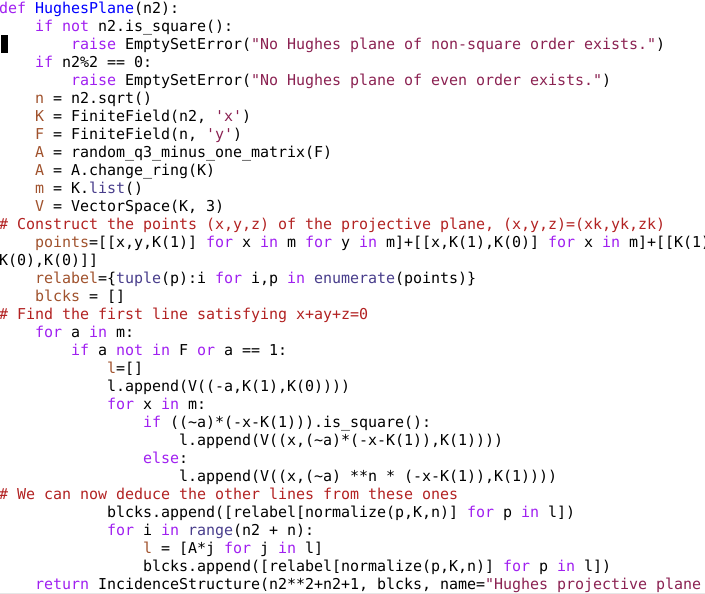 def HughesPlane(n2):
    if not n2.is_square():
        raise EmptySetError("No Hughes plane of non-square order exists.")
    if n2%2 == 0:
        raise EmptySetError("No Hughes plane of even order exists.")
    n = n2.sqrt()
    K = FiniteField(n2, 'x')
    F = FiniteField(n, 'y')
    A = random_q3_minus_one_matrix(F)
    A = A.change_ring(K)
    m = K.list()
    V = VectorSpace(K, 3)
# Construct the points (x,y,z) of the projective plane, (x,y,z)=(xk,yk,zk)
    points=[[x,y,K(1)] for x in m for y in m]+[[x,K(1),K(0)] for x in m]+[[K(1)
K(0),K(0)]]
    relabel={tuple(p):i for i,p in enumerate(points)}
    blcks = []
# Find the first line satisfying x+ay+z=0
    for a in m:
        if a not in F or a == 1:
            l=[]
            l.append(V((-a,K(1),K(0))))
            for x in m:
                if ((~a)*(-x-K(1))).is_square():
                    l.append(V((x,(~a)*(-x-K(1)),K(1))))
                else:
                    l.append(V((x,(~a) **n * (-x-K(1)),K(1))))
# We can now deduce the other lines from these ones
            blcks.append([relabel[normalize(p,K,n)] for p in l])
            for i in range(n2 + n):
                l = [A*j for j in l]
                blcks.append([relabel[normalize(p,K,n)] for p in l])
    return IncidenceStructure(n2**2+n2+1, blcks, name="Hughes projective plane